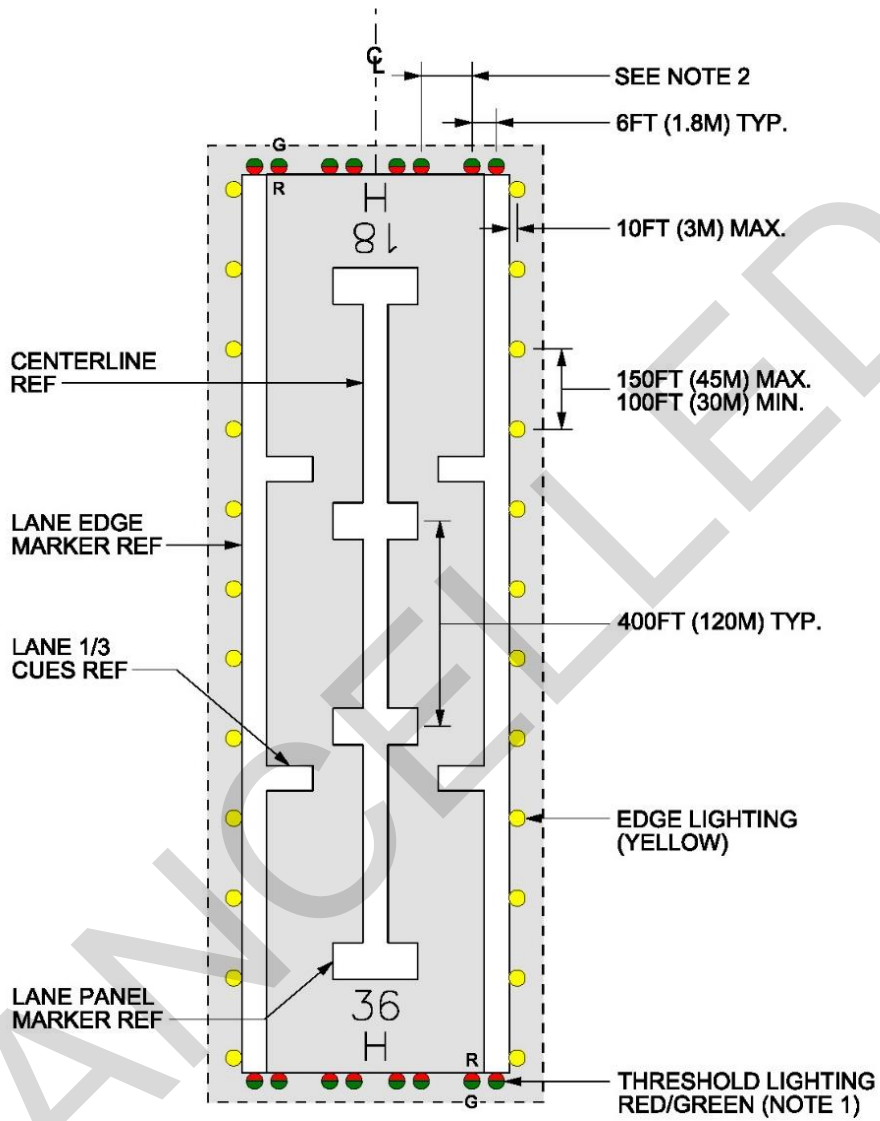 CL
SEE NOTE 2
6FT (1.8M) TYP.
G
R
H
18
10FT (3M) MAX.
CENTERLINE
REF
150FT (45M) MAX.
100FT (30M) MIN.
LANE EDGE
MARKER REF
400FT (120M) TYP.
LANE 1/3
CUES REF
EDGE LIGHTING
(YELLOW)
LANE PANEL
MARKER REF
36
H
R
G
THRESHOLD LIGHTING
RED/GREEN (NOTE 1)
CANCELLED